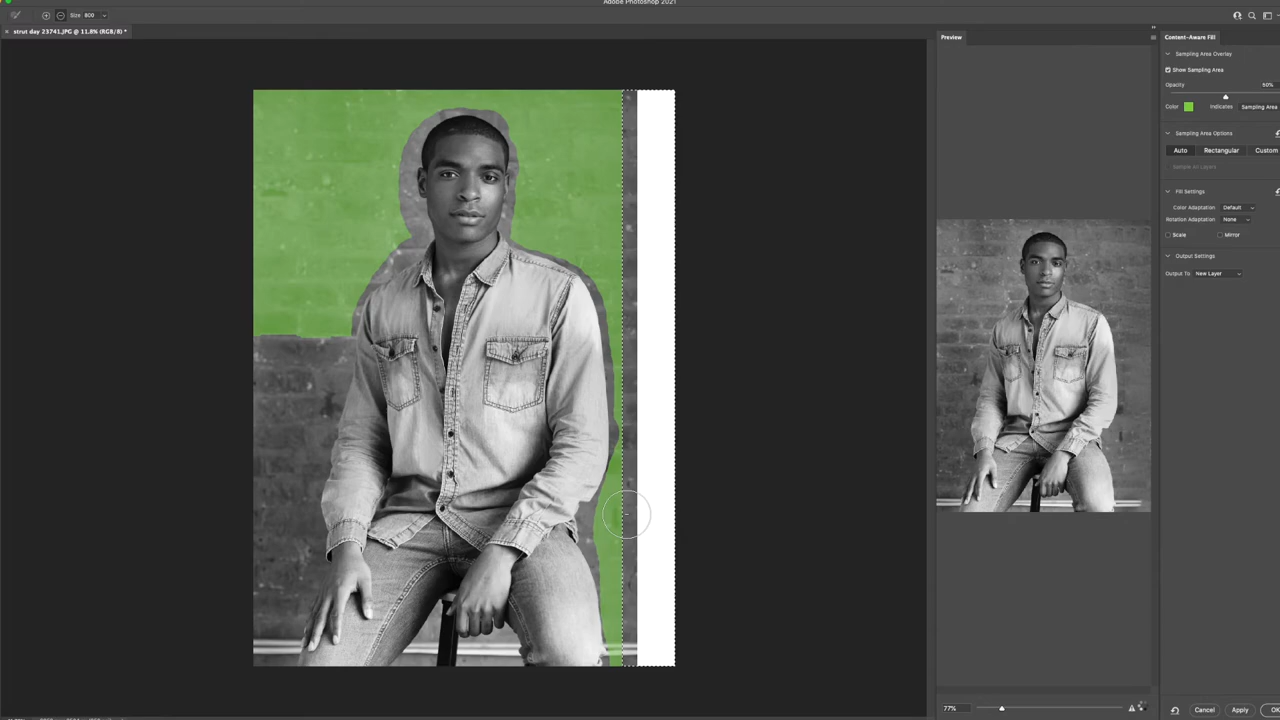 Adobe Photoshop 2021
Size 800
× strut day 23741.JPG @ 11.8% (RGB/8) *
Preview
Content-Aware Fill
Sampling Area Overlay
Show Sampling Area
Opacity 50%
Color Indicates Sampling Area
Sampling Area Options
Auto Rectangular Custom
Sample All Layers
Fill Settings
Color Adaptation: Default
Rotation Adaptation: None
Scale Mirror
Output Settings
Output To New Layer
77%
Cancel Apply